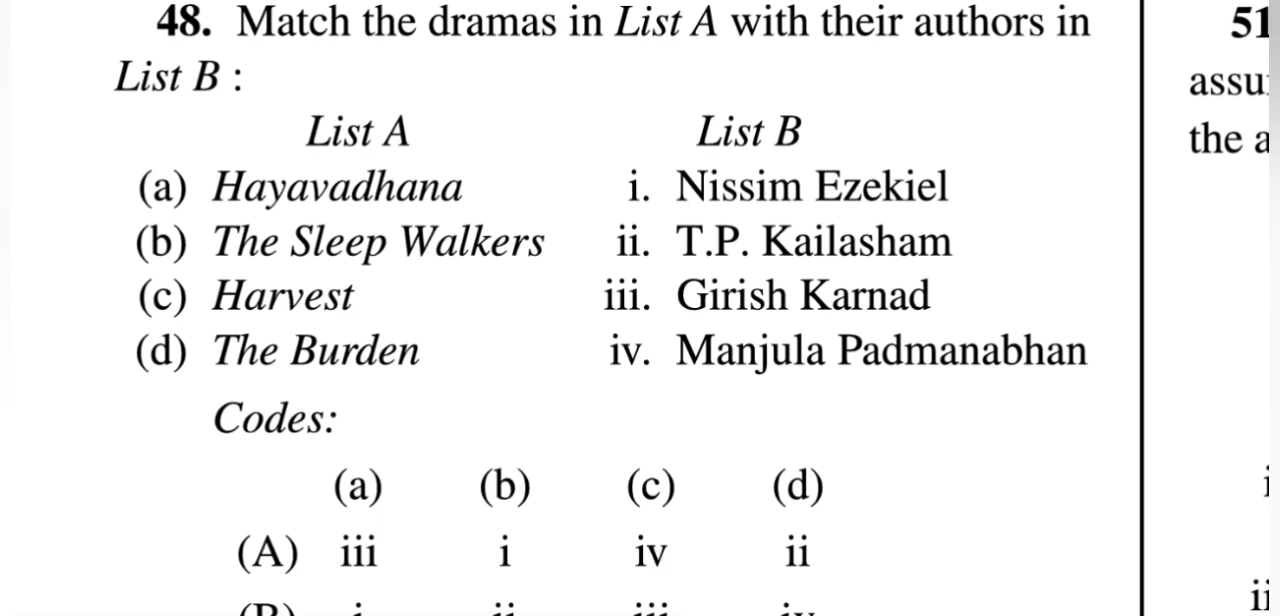 48. Match the dramas in List A with their authors in
List B :
List A List B
(a) Hayavadhana i. Nissim Ezekiel
(b) The Sleep Walkers ii. T.P. Kailasham
(c) Harvest iii. Girish Karnad
(d) The Burden iv. Manjula Padmanabhan
Codes:
(a) (b) (c) (d)
(A) iii i iv ii
51
the a